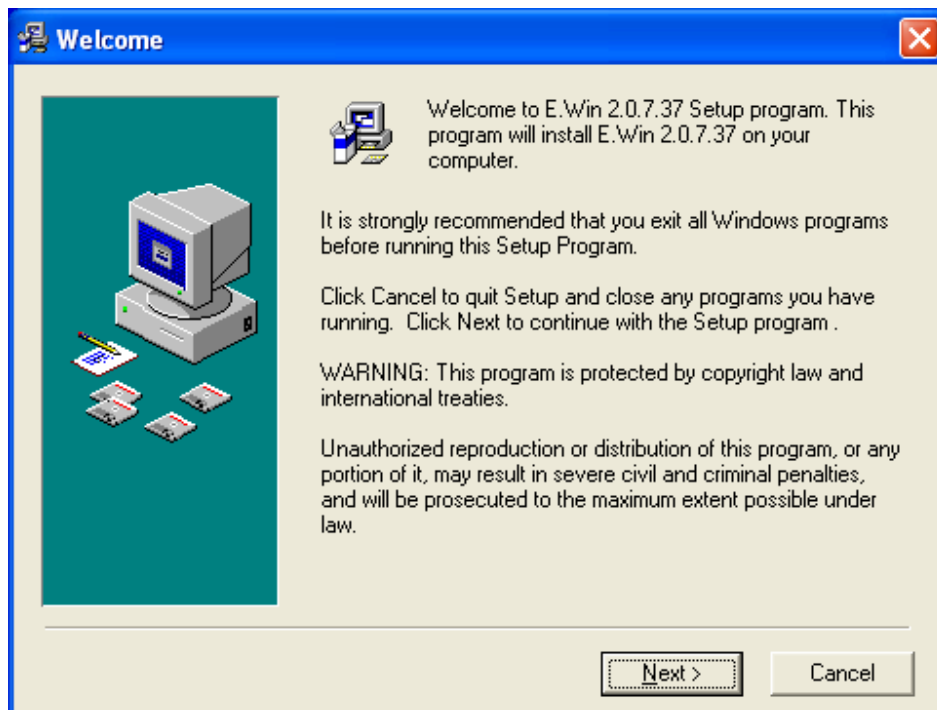 Welcome
Welcome to E.Win 2.0.7.37 Setup program. This
program will install E.Win 2.0.7.37 on your
computer.
It is strongly recommended that you exit all Windows programs
before running this Setup Program.
Click Cancel to quit Setup and close any programs you have
running.  Click Next to continue with the Setup program .
WARNING: This program is protected by copyright law and
international treaties.
Unauthorized reproduction or distribution of this program, or any
portion of it, may result in severe civil and criminal penalties,
and will be prosecuted to the maximum extent possible under
law.
Next >
Cancel